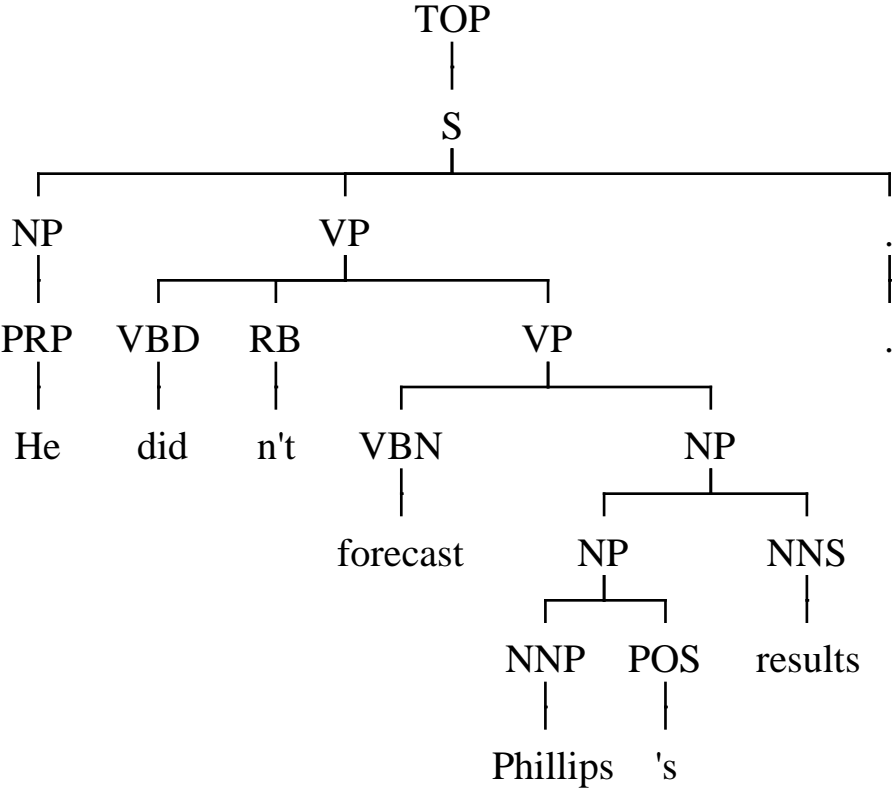 TOP
S
NP VP .
PRP VBD RB VP .
He did n't VBN NP
forecast NP NNS
NNP POS results
Phillips 's